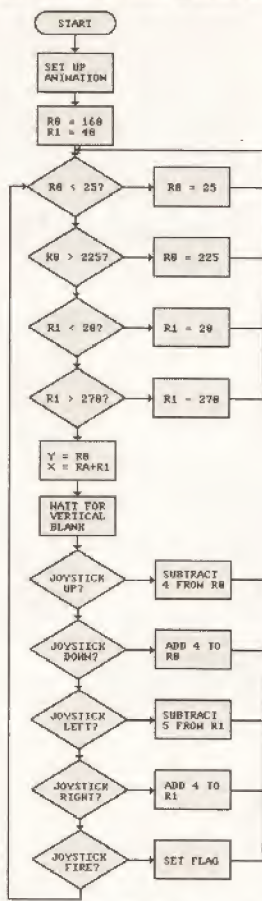 START
SET UP
ANIMATION
R0 = 160
R1 = 40
R0 < 25?
R0 = 25
R0 > 225?
R0 = 225
R1 < 20?
R1 = 20
R1 > 270?
R1 = 270
Y = R0
X = RA+R1
WAIT FOR
VERTICAL
BLANK
JOYSTICK
UP?
SUBTRACT
4 FROM R0
JOYSTICK
DOWN?
ADD 4 TO
R0
JOYSTICK
LEFT?
SUBTRACT
5 FROM R1
JOYSTICK
RIGHT?
ADD 4 TO
R1
JOYSTICK
FIRE?
SET FLAG